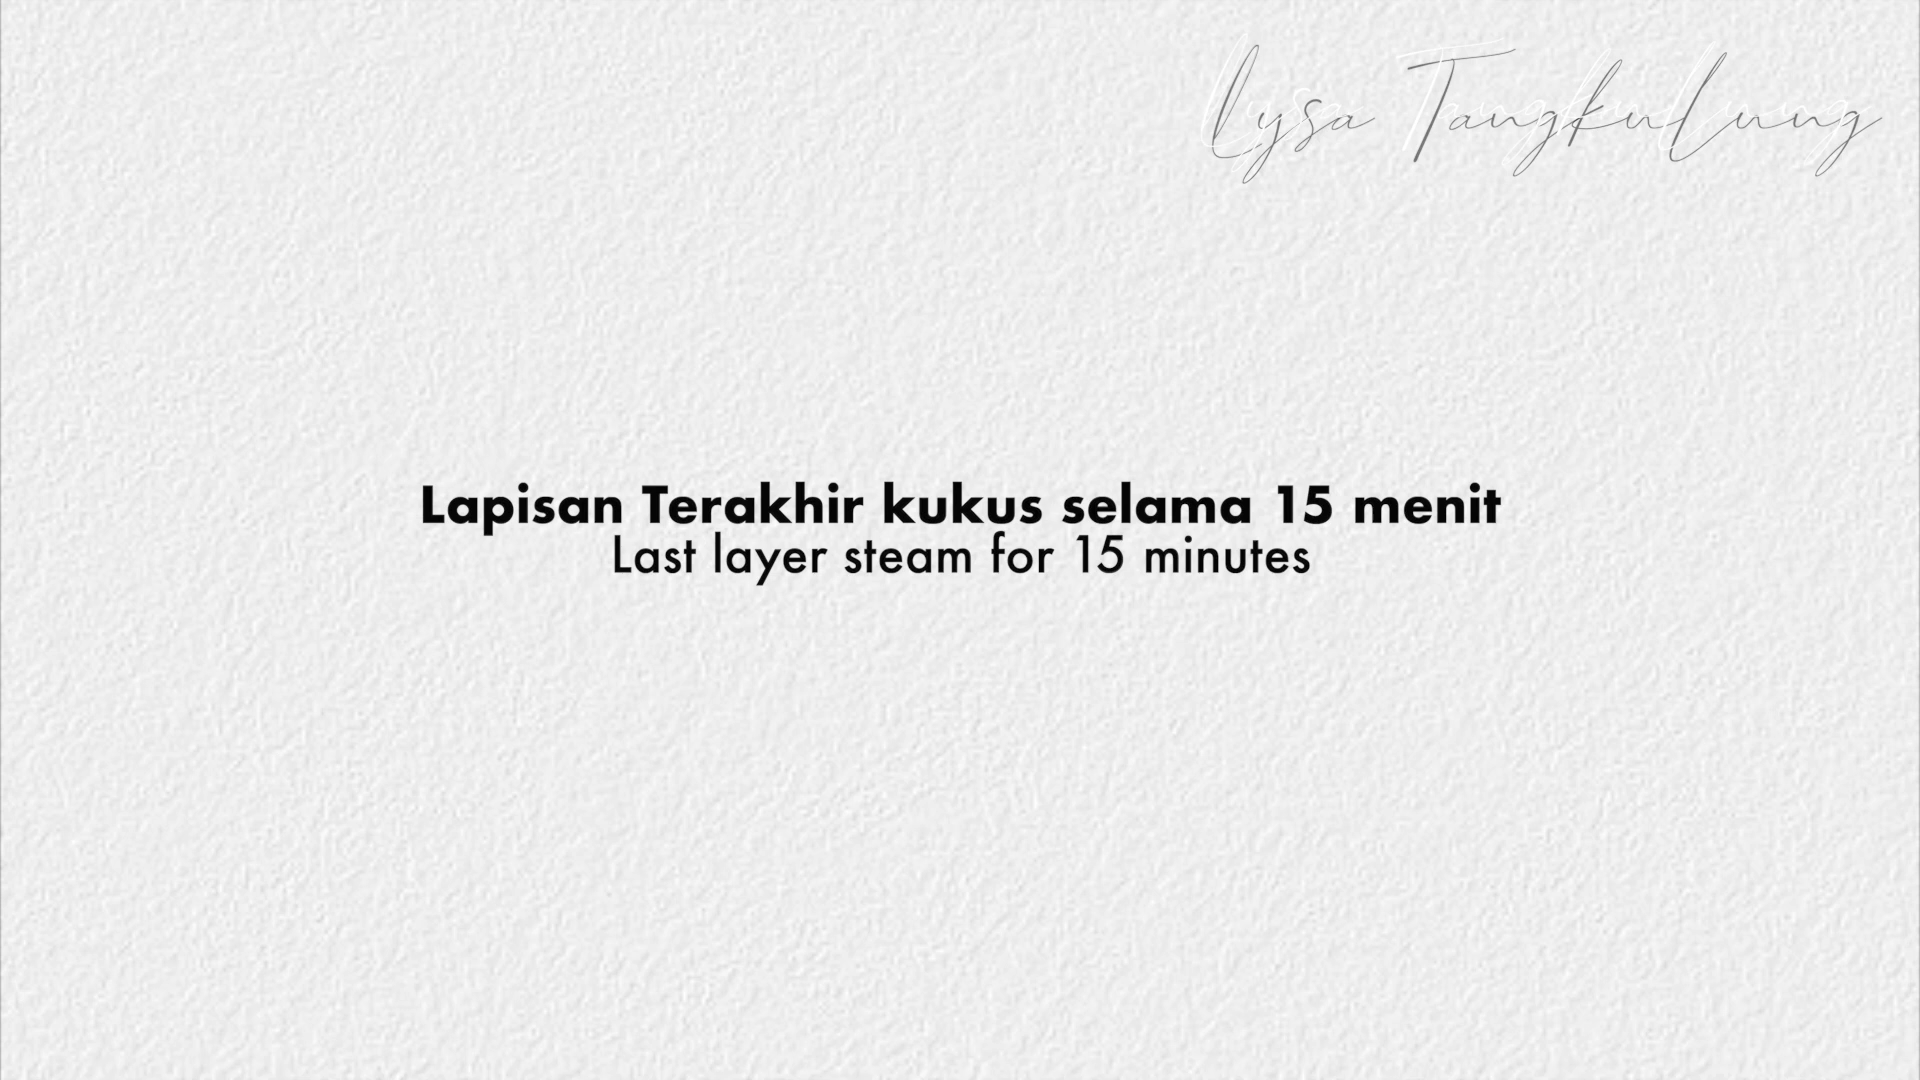 Lysa Tangkulung
Lapisan Terakhir kukus selama 15 menit
Last layer steam for 15 minutes